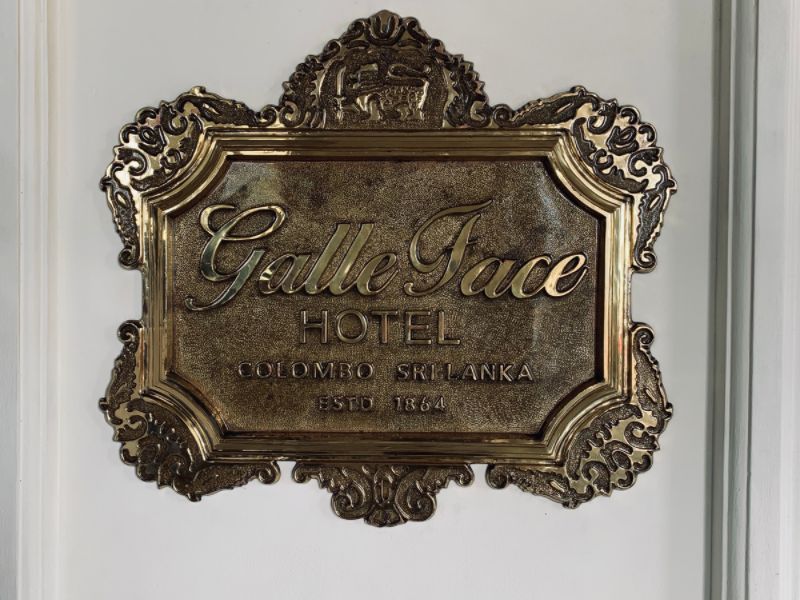 Galle Face
HOTEL
COLOMBO SRI LANKA
ESTD 1864